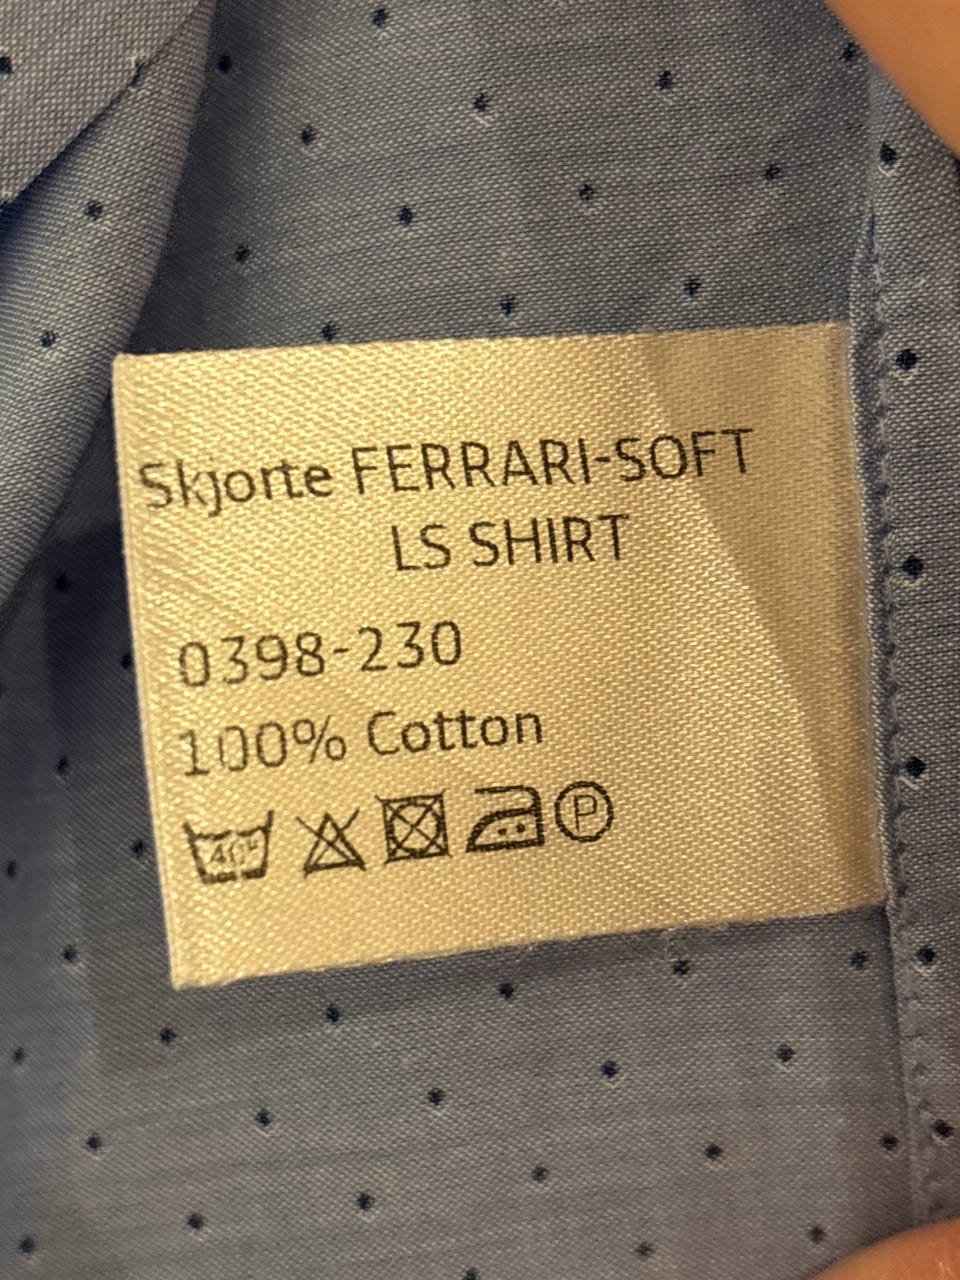 Skjorte FERRARI-SOFT
LS SHIRT
0398-230
100% Cotton
40°
P